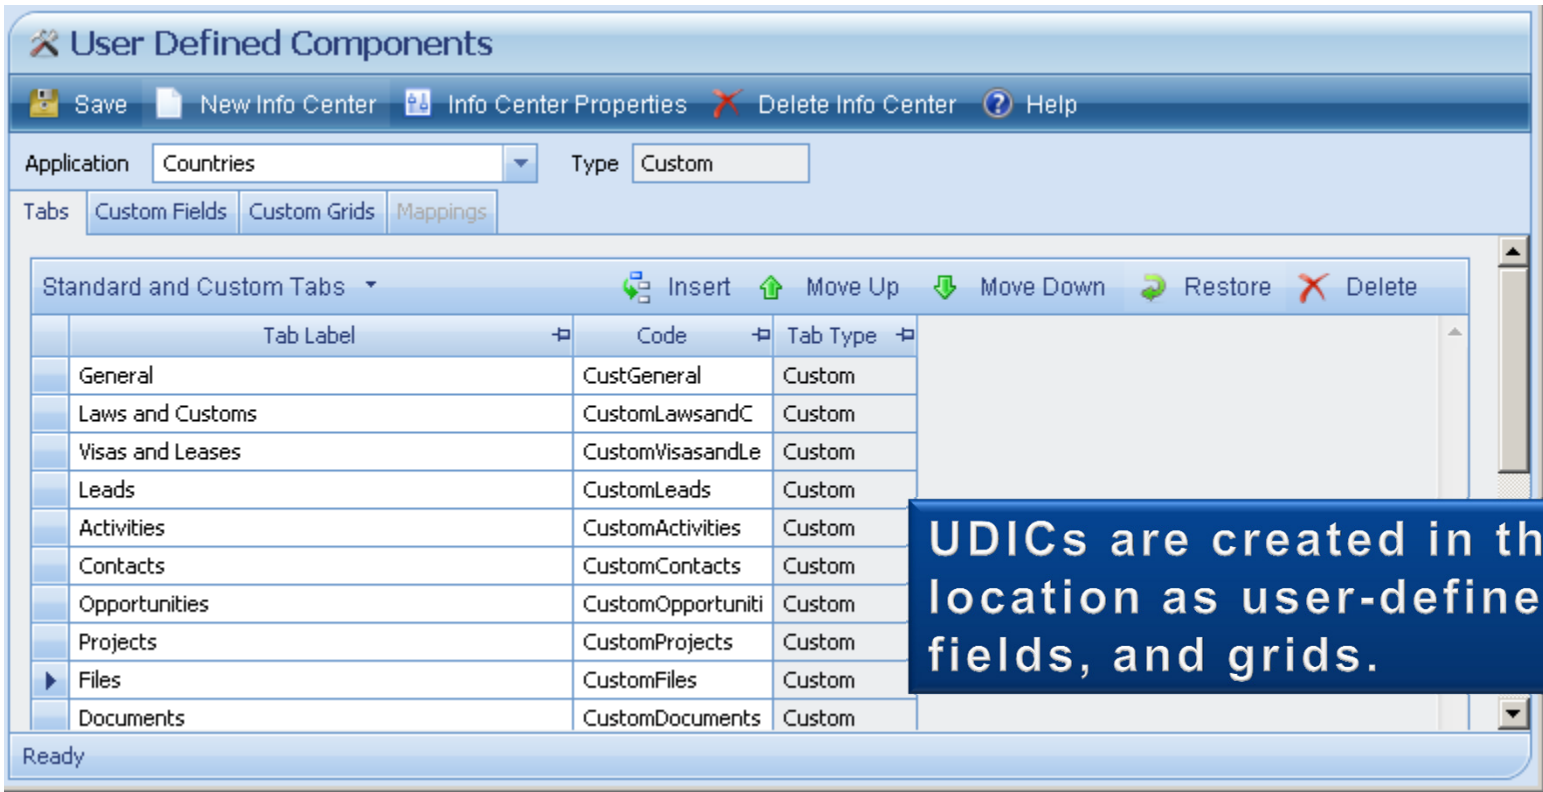 User Defined Components
Save New Info Center Info Center Properties Delete Info Center Help
Application Countries Type Custom
Tabs Custom Fields Custom Grids Mappings
Standard and Custom Tabs Insert Move Up Move Down Restore Delete
Tab Label Code Tab Type
General CustGeneral Custom
Laws and Customs CustomLawsandC Custom
Visas and Leases CustomVisasandLe Custom
Leads CustomLeads Custom
Activities CustomActivities Custom
Contacts CustomContacts Custom
Opportunities CustomOpportuniti Custom
Projects CustomProjects Custom
Files CustomFiles Custom
Documents CustomDocuments Custom
UDICs are created in th
location as user-define
fields, and grids.
Ready